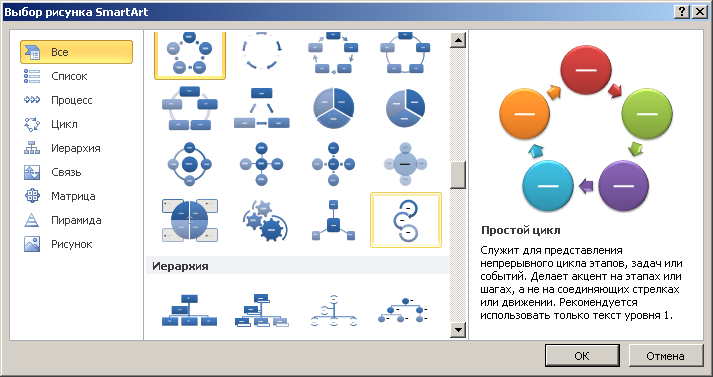 Выбор рисунка SmartArt
Все
Список
Процесс
Цикл
Иерархия
Связь
Матрица
Пирамида
Рисунок
Иерархия
Простой цикл
Служит для представления
непрерывного цикла этапов, задач или
событий. Делает акцент на этапах или
шагах, а не на соединяющих стрелках
или движении. Рекомендуется
использовать только текст уровня 1.
ОК
Отмена